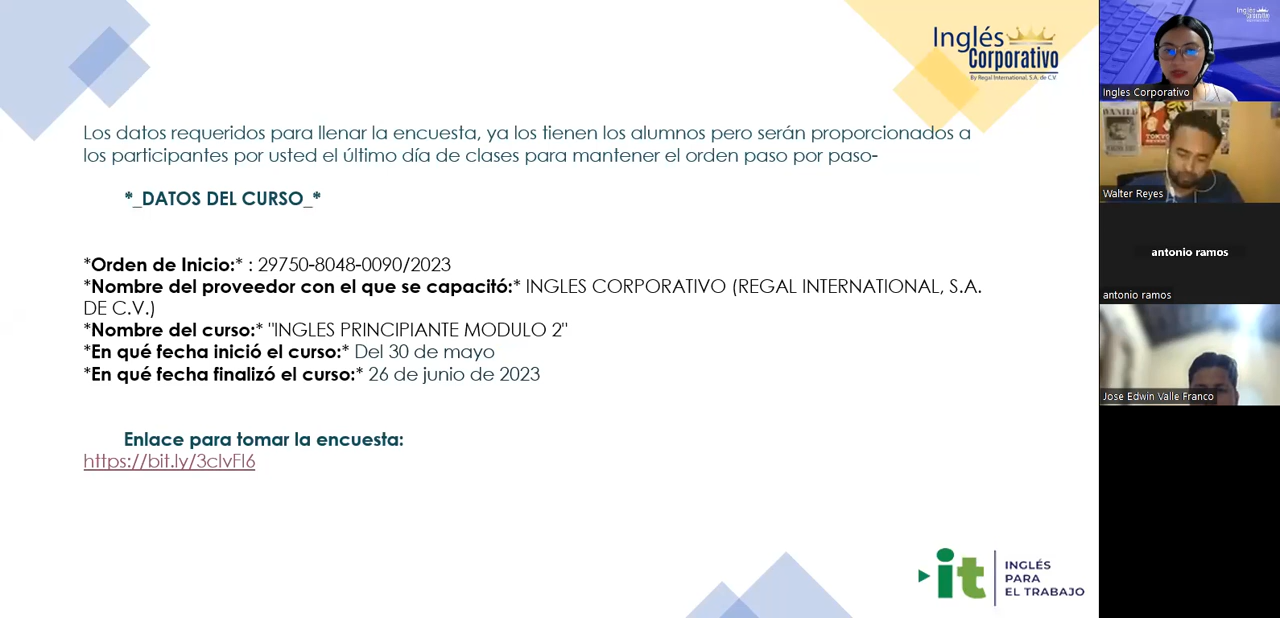 Inglés
Corporativo
By Regal International, S.A. de C.V.
Los datos requeridos para llenar la encuesta, ya los tienen los alumnos pero serán proporcionados a
los participantes por usted el último día de clases para mantener el orden paso por paso-
*_DATOS DEL CURSO_*
*Orden de Inicio:* : 29750-8048-0090/2023
*Nombre del proveedor con el que se capacitó:* INGLES CORPORATIVO (REGAL INTERNATIONAL, S.A.
DE C.V.)
*Nombre del curso:* "INGLES PRINCIPIANTE MODULO 2"
*En qué fecha inició el curso:* Del 30 de mayo
*En qué fecha finalizó el curso:* 26 de junio de 2023
Enlace para tomar la encuesta:
https://bit.ly/3clvFl6
it
INGLÉS
PARA
EL TRABAJO
Ingles Corporativo
WANTED
Walter Reyes
antonio ramos
antonio ramos
Jose Edwin Valle Franco